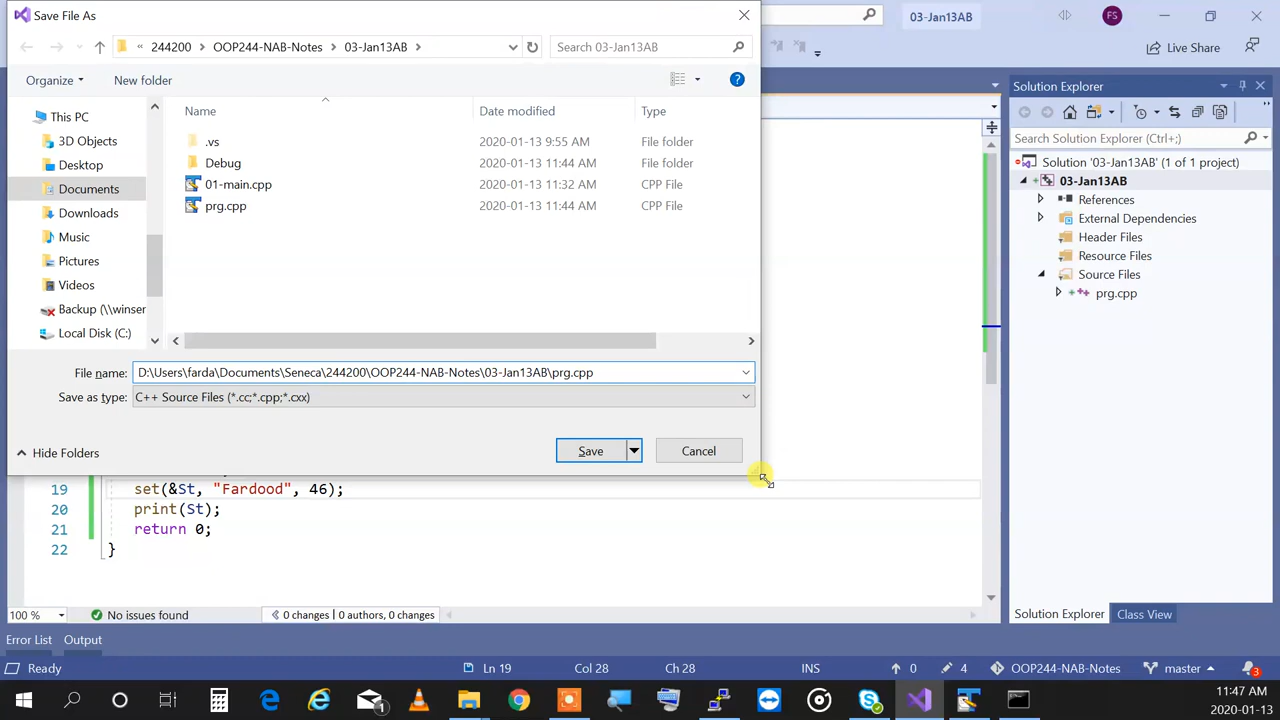 Save File As
03-Jan13AB
FS
« 244200 > OOP244-NAB-Notes > 03-Jan13AB >
Search 03-Jan13AB
Live Share
Organize
New folder
?
Solution Explorer
This PC
3D Objects
Desktop
Documents
Downloads
Music
Pictures
Videos
Backup (\\winser
Local Disk (C:)
Name
Date modified
Type
.vs
2020-01-13 9:55 AM
File folder
Debug
2020-01-13 11:44 AM
File folder
01-main.cpp
2020-01-13 11:32 AM
CPP File
prg.cpp
2020-01-13 11:44 AM
CPP File
Search Solution Explorer (Ctrl+;)
Solution '03-Jan13AB' (1 of 1 project)
03-Jan13AB
References
External Dependencies
Header Files
Resource Files
Source Files
prg.cpp
File name: D:\Users\farda\Documents\Seneca\244200\OOP244-NAB-Notes\03-Jan13AB\prg.cpp
Save as type: C++ Source Files (*.cc;*.cpp;*.cxx)
Hide Folders
Save
Cancel
19 set(&St, "Fardood", 46);
20 print(St);
21 return 0;
22 }
100 %
No issues found
0 changes | 0 authors, 0 changes
Solution Explorer
Class View
Error List
Output
Ready
Ln 19
Col 28
Ch 28
INS
0
4
OOP244-NAB-Notes
master
3
1
11:47 AM
2020-01-13